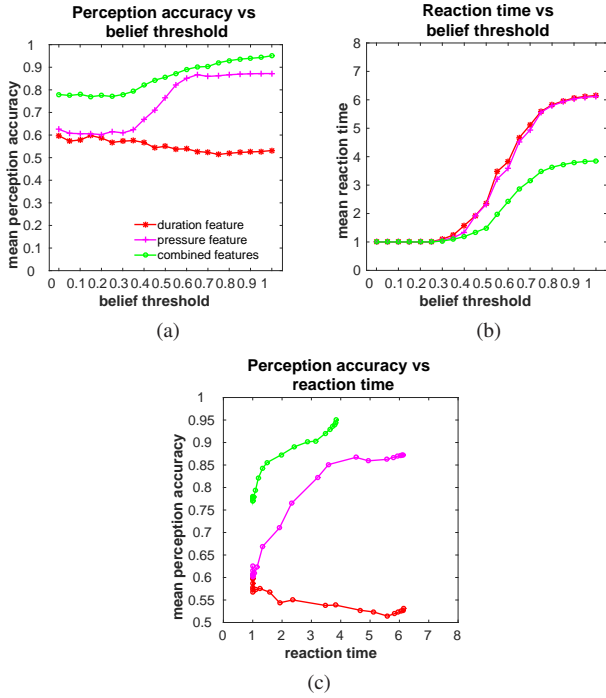 Perception accuracy vs
belief threshold
1
0.9
0.8
0.7
0.6
0.5
0.4
0.3
0.2
0.1
0
mean perception accuracy
duration feature
pressure feature
combined features
0 0.1 0.2 0.3 0.4 0.5 0.6 0.7 0.8 0.9 1
belief threshold
(a)
Reaction time vs
belief threshold
8
7
6
5
4
3
2
1
0
mean reaction time
0 0.1 0.2 0.3 0.4 0.5 0.6 0.7 0.8 0.9 1
belief threshold
(b)
Perception accuracy vs
reaction time
1
0.95
0.9
0.85
0.8
0.75
0.7
0.65
0.6
0.55
0.5
mean perception accuracy
0 1 2 3 4 5 6 7 8
reaction time
(c)